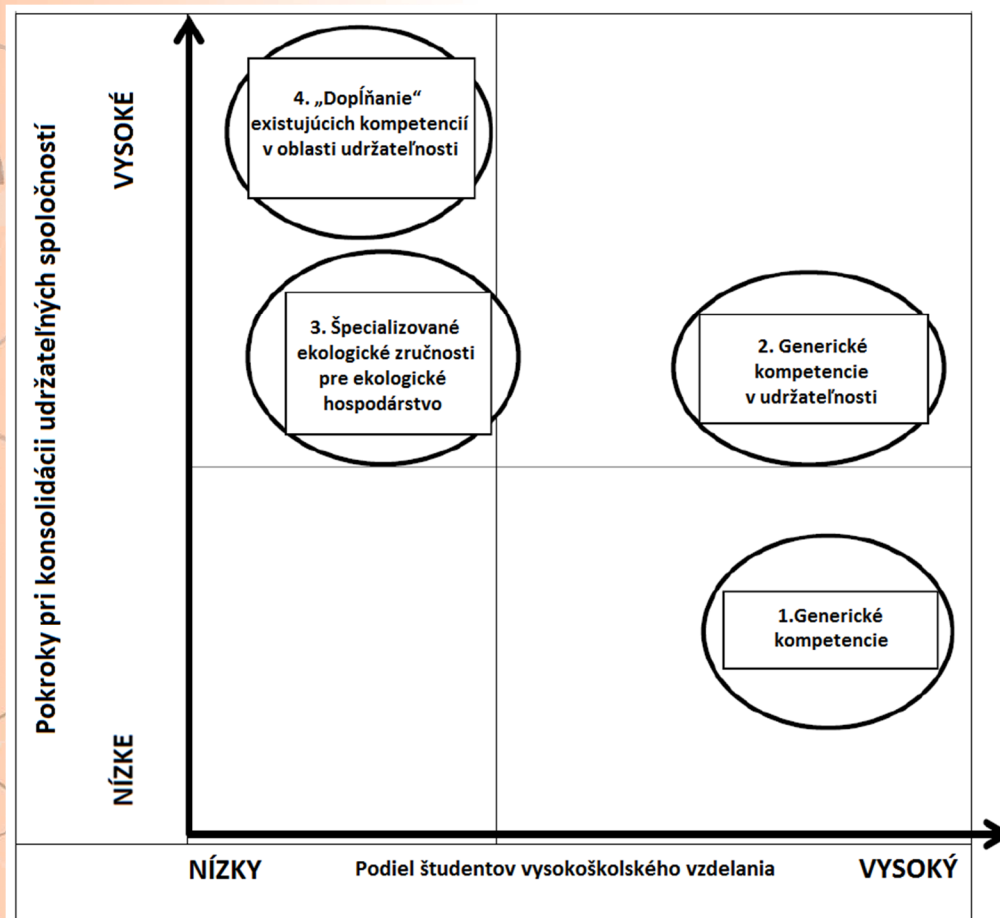 Pokroky pri konsolidácii udržateľných spoločností
VYSOKÉ
NÍZKE
4. „Dopĺňanie“
existujúcich kompetencií
v oblasti udržateľnosti
3. Špecializované
ekologické zručnosti
pre ekologické
hospodárstvo
2. Generické
kompetencie
v udržateľnosti
1.Generické
kompetencie
NÍZKY
Podiel študentov vysokoškolského vzdelania
VYSOKÝ